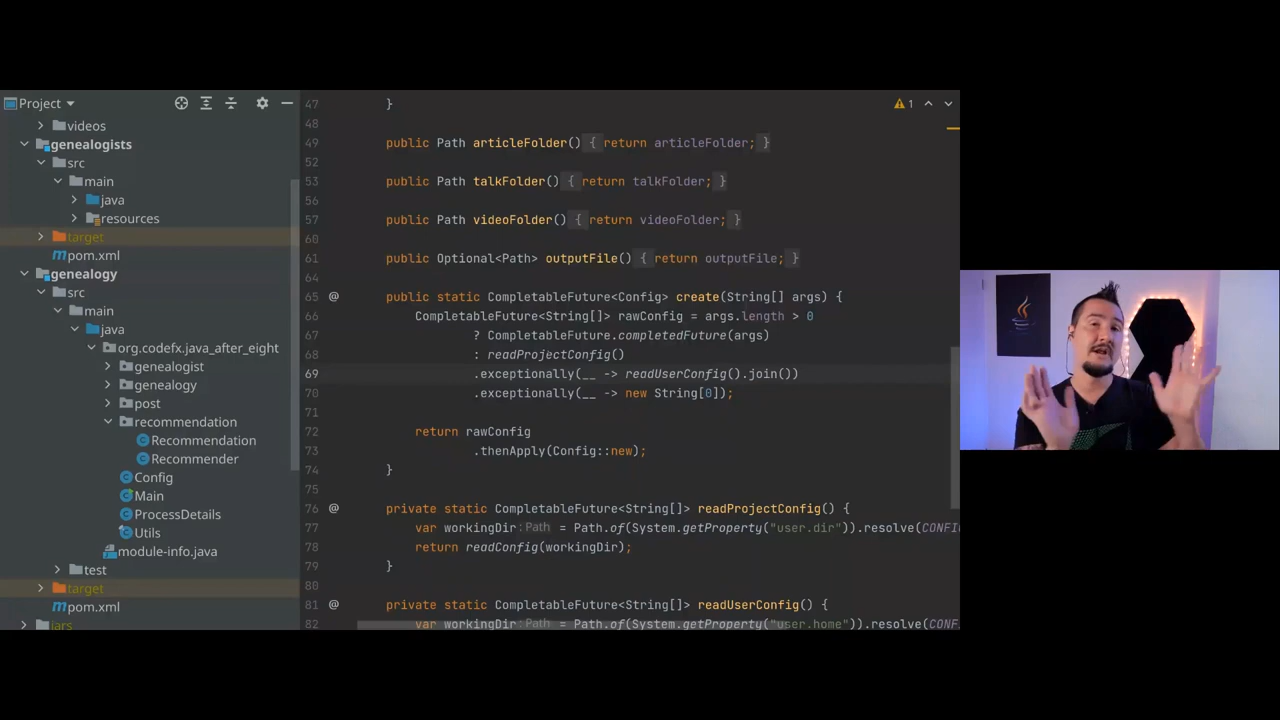 Project
videos
genealogists
src
main
java
resources
target
pom.xml
genealogy
src
main
java
org.codefx.java_after_eight
genealogist
genealogy
post
recommendation
Recommendation
Recommender
Config
Main
ProcessDetails
Utils
module-info.java
test
target
pom.xml
jars
1
47 }
48
49 public Path articleFolder() { return articleFolder; }
52
53 public Path talkFolder() { return talkFolder; }
56
57 public Path videoFolder() { return videoFolder; }
60
61 public Optional<Path> outputFile() { return outputFile; }
64
65 @ public static CompletableFuture<Config> create(String[] args) {
66 CompletableFuture<String[]> rawConfig = args.length > 0
67 ? CompletableFuture.completedFuture(args)
68 : readProjectConfig()
69 .exceptionally(__ -> readUserConfig().join())
70 .exceptionally(__ -> new String[0]);
71
72 return rawConfig
73 .thenApply(Config::new);
74 }
75
76 @ private static CompletableFuture<String[]> readProjectConfig() {
77 var workingDir : Path = Path.of(System.getProperty("user.dir")).resolve(CONFI
78 return readConfig(workingDir);
79 }
80
81 @ private static CompletableFuture<String[]> readUserConfig() {
82 var workingDir : Path = Path.of(System.getProperty("user.home")).resolve(CONF